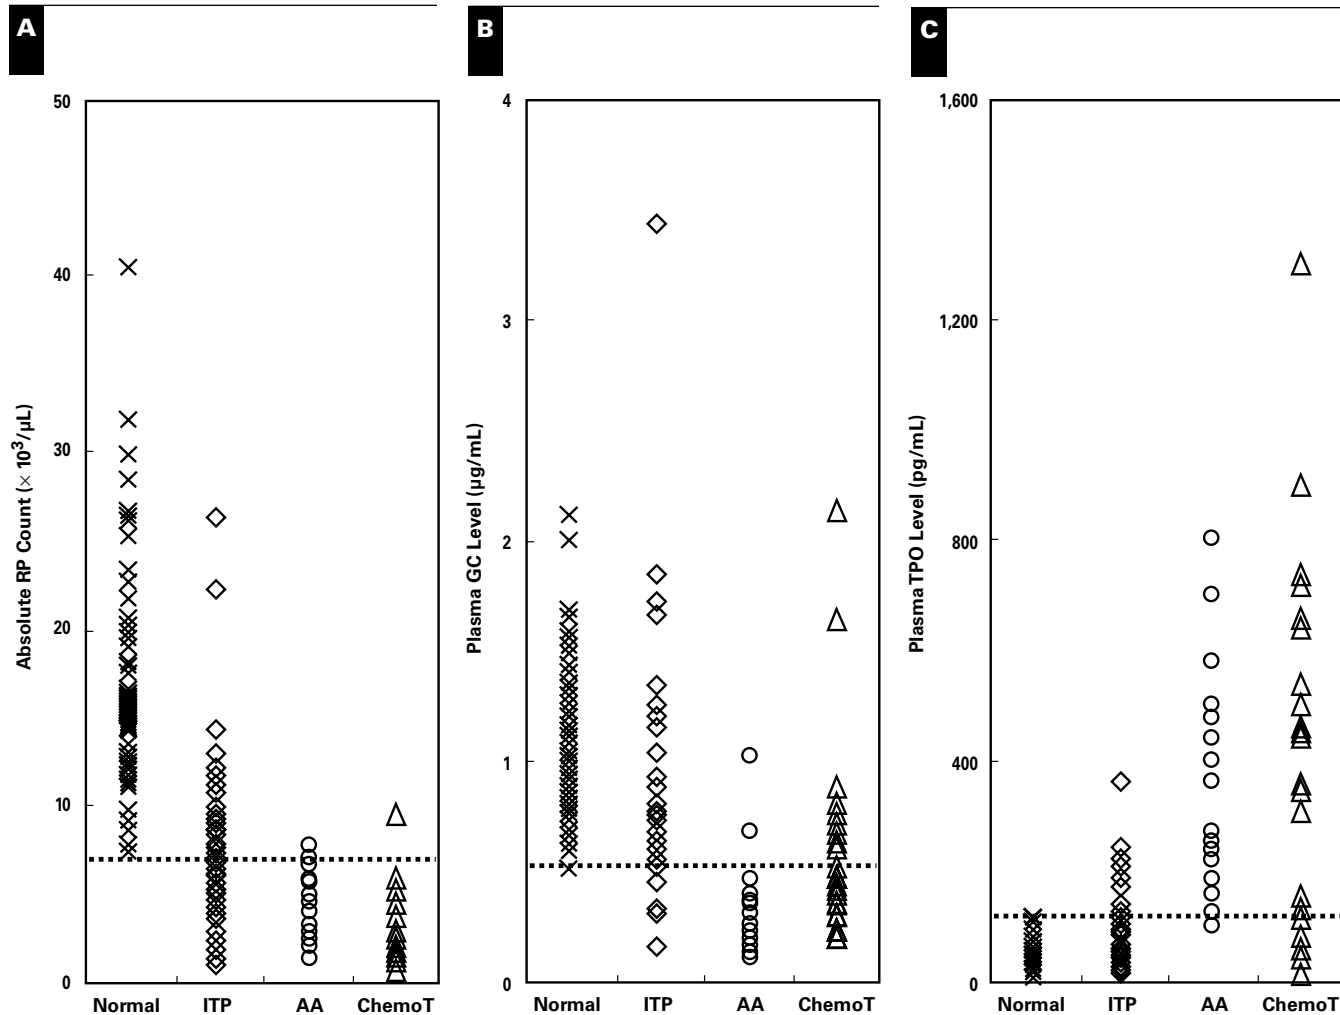 A
B
C
Absolute RP Count (× 10³/µL)
50
40
30
20
10
0
Normal ITP AA ChemoT
Plasma GC Level (µg/mL)
4
3
2
1
0
Normal ITP AA ChemoT
Plasma TPO Level (pg/mL)
1,600
1,200
800
400
0
Normal ITP AA ChemoT